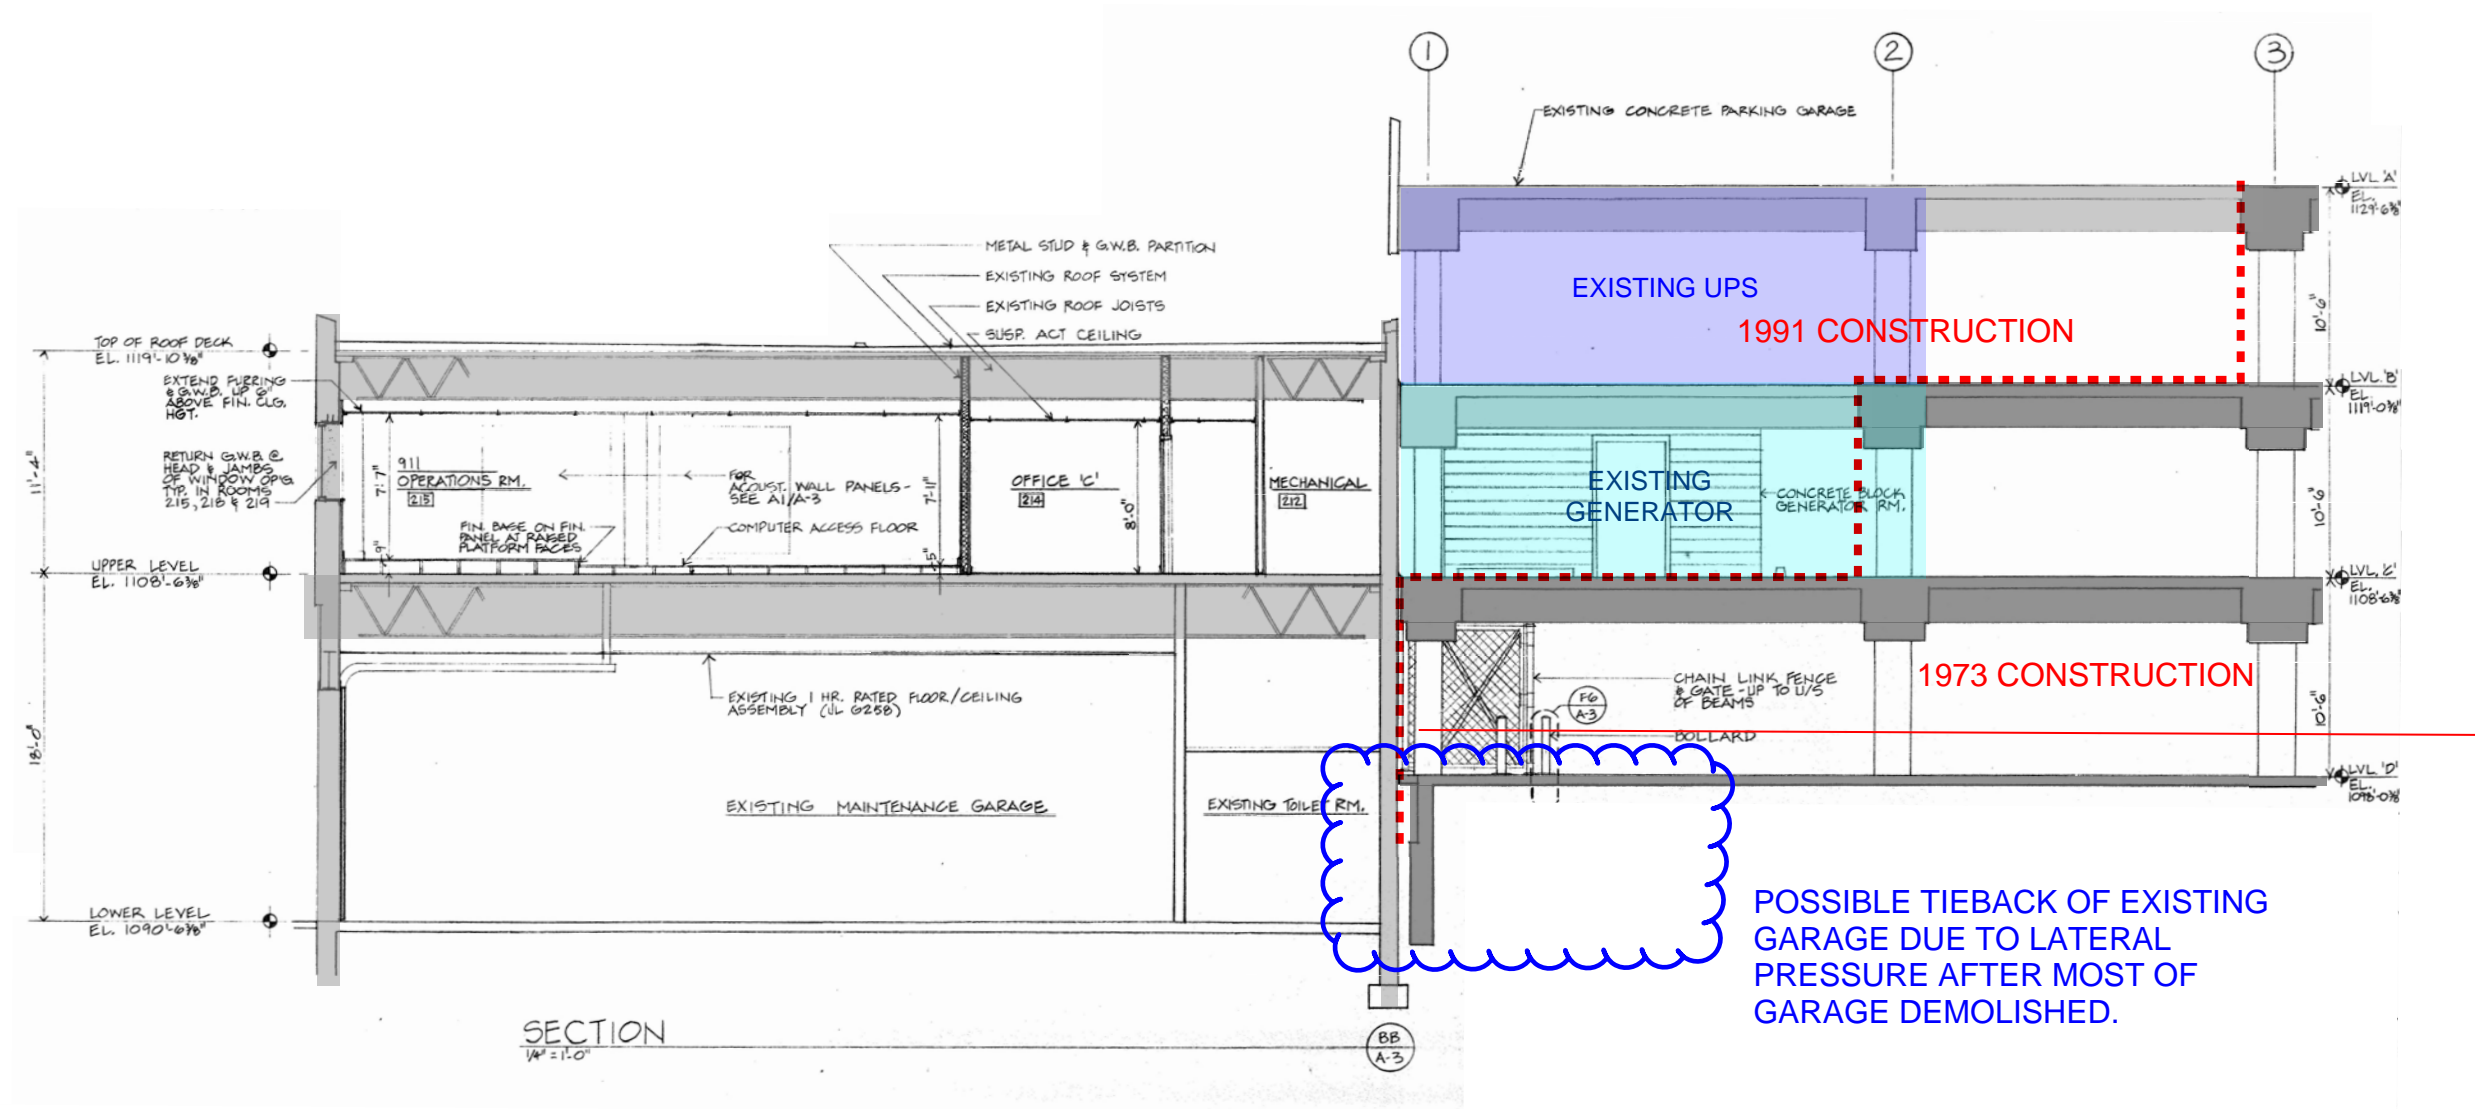 1
2
3
EXISTING CONCRETE PARKING GARAGE
LVL 'A'
EL.
1129'-6⅜"
METAL STUD & G.W.B. PARTITION
EXISTING ROOF SYSTEM
EXISTING ROOF JOISTS
SUSP. ACT CEILING
EXISTING UPS
1991 CONSTRUCTION
10'-6"
TOP OF ROOF DECK
EL. 1119'-10⅜"
EXTEND FURRING
& G.W.B. UP 6"
ABOVE FIN. CLG.
HGT.
LVL 'B'
EL.
1119'-0⅜"
RETURN G.W.B @
HEAD & JAMBS
OF WINDOW OP'G
TYP. IN ROOMS
215, 218 & 219
11'-4"
7'-7"
911
OPERATIONS RM.
215
FOR
ACOUST. WALL PANELS-
SEE A1/A-3
7'-11"
OFFICE 'C'
214
8'-0"
MECHANICAL
212
EXISTING
GENERATOR
CONCRETE BLOCK
GENERATOR RM.
10'-6"
FIN. BASE ON FIN.
PANEL AT RAISED
PLATFORM FACES
COMPUTER ACCESS FLOOR
9"
5"
UPPER LEVEL
EL. 1108'-6⅜"
LVL 'C'
EL.
1108'-6⅜"
EXISTING 1 HR. RATED FLOOR/CEILING
ASSEMBLY (UL G258)
CHAIN LINK FENCE
& GATE - UP TO U/S
OF BEAMS
F6
A-3
BOLLARD
1973 CONSTRUCTION
10'-6"
18'-0"
LVL 'D'
EL.
1098'-0⅜"
EXISTING MAINTENANCE GARAGE
EXISTING TOILET RM.
LOWER LEVEL
EL. 1090'-6⅜"
POSSIBLE TIEBACK OF EXISTING
GARAGE DUE TO LATERAL
PRESSURE AFTER MOST OF
GARAGE DEMOLISHED.
SECTION
1/4" = 1'-0"
BB
A-3